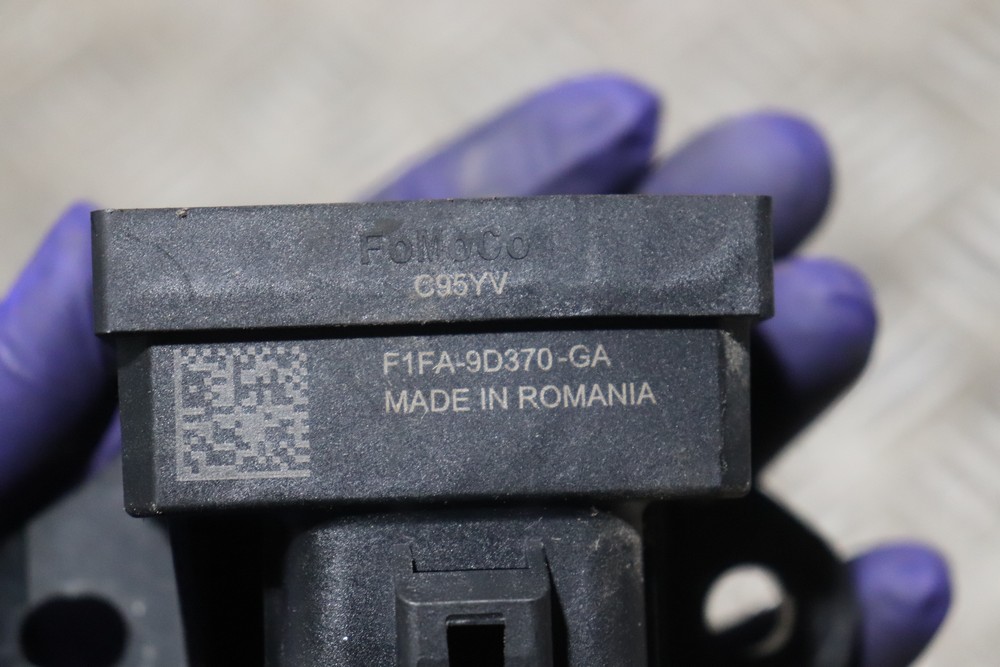 FoMoCo
C95YV
F1FA-9D370-GA
MADE IN ROMANIA